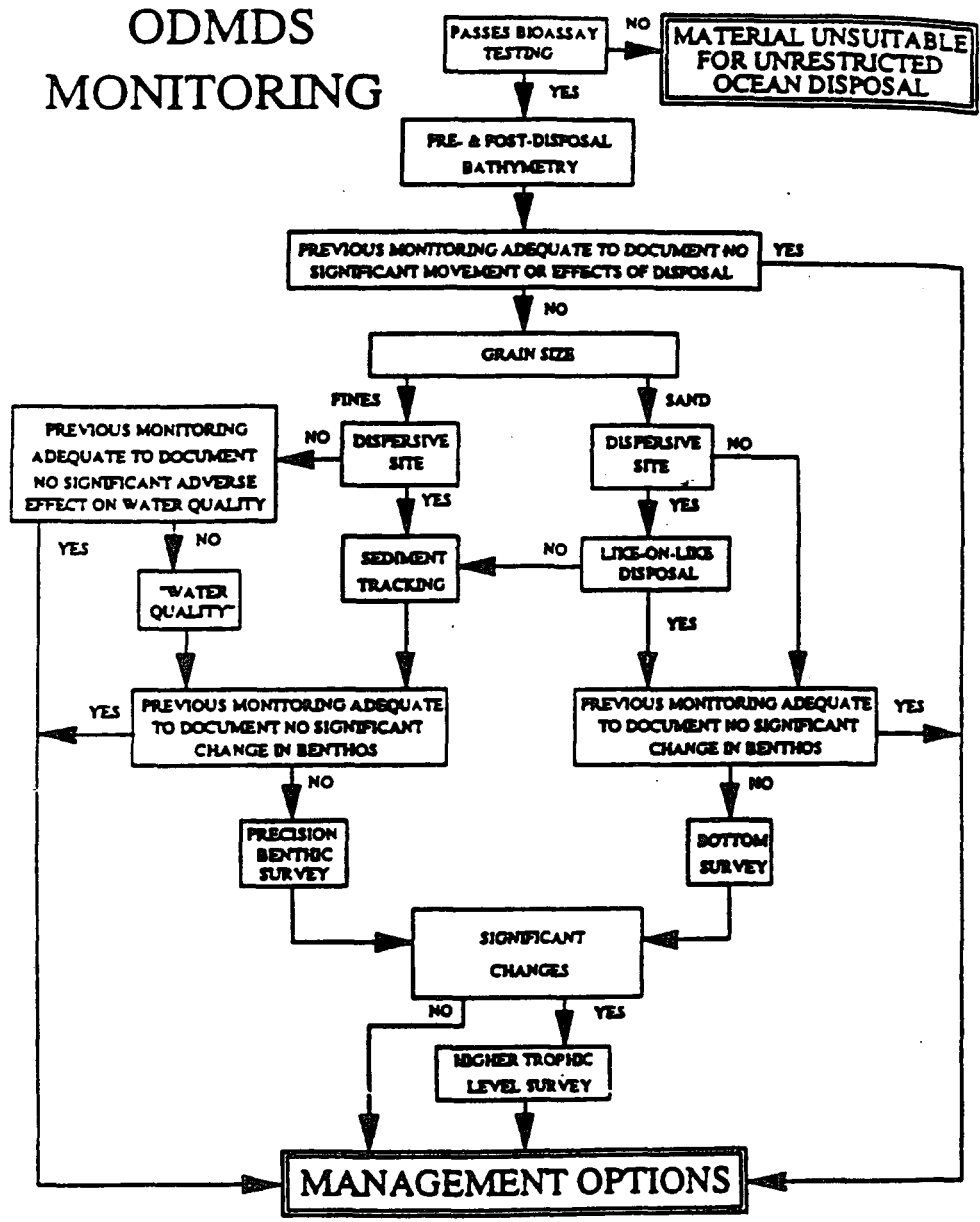 ODMDS
MONITORING
PASSES BIOASSAY
TESTING
NO
MATERIAL UNSUITABLE
FOR UNRESTRICTED
OCEAN DISPOSAL
YES
PRE- & POST-DISPOSAL
BATHYMETRY
PREVIOUS MONITORING ADEQUATE TO DOCUMENT NO
SIGNIFICANT MOVEMENT OR EFFECTS OF DISPOSAL
YES
NO
GRAIN SIZE
FINES
SAND
PREVIOUS MONITORING
ADEQUATE TO DOCUMENT
NO SIGNIFICANT ADVERSE
EFFECT ON WATER QUALITY
NO
DISPERSIVE
SITE
DISPERSIVE
SITE
NO
YES
YES
YES
NO
SEDIMENT
TRACKING
NO
LIKE-ON-LIKE
DISPOSAL
"WATER
QUALITY"
YES
YES
PREVIOUS MONITORING ADEQUATE
TO DOCUMENT NO SIGNIFICANT
CHANGE IN BENTHOS
PREVIOUS MONITORING ADEQUATE
TO DOCUMENT NO SIGNIFICANT
CHANGE IN BENTHOS
YES
NO
NO
PRECISION
BENTHIC
SURVEY
BOTTOM
SURVEY
SIGNIFICANT
CHANGES
NO
YES
HIGHER TROPHIC
LEVEL SURVEY
MANAGEMENT OPTIONS